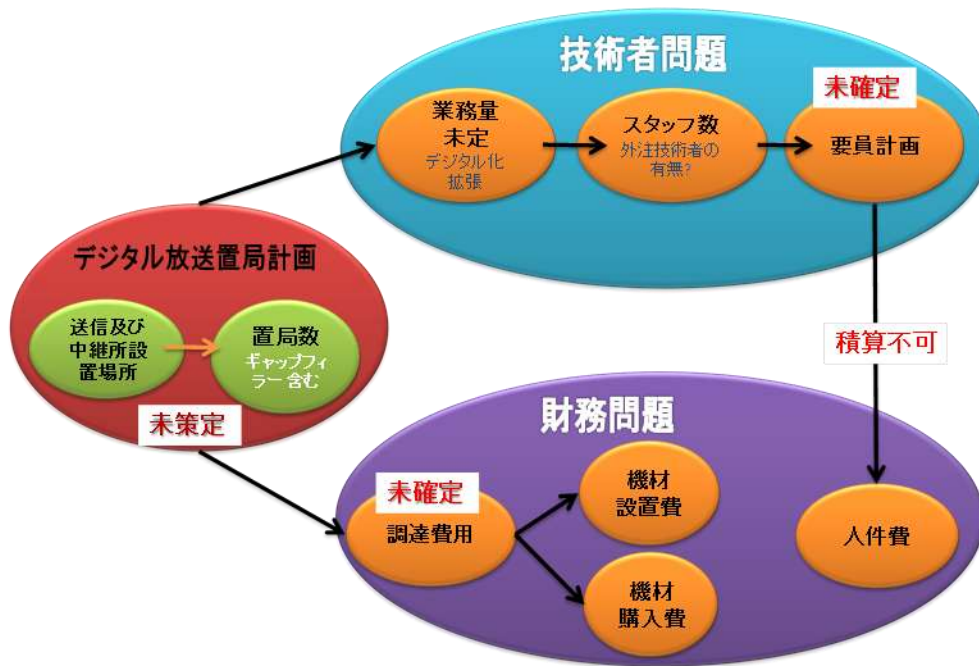 技術者問題
業務量
未定
デジタル化
拡張
スタッフ数
外注技術者の
有無?
未確定
要員計画
デジタル放送置局計画
送信及び
中継所設
置場所
置局数
ギャップフィ
ラー含む
未策定
積算不可
財務問題
未確定
調達費用
機材
設置費
機材
購入費
人件費